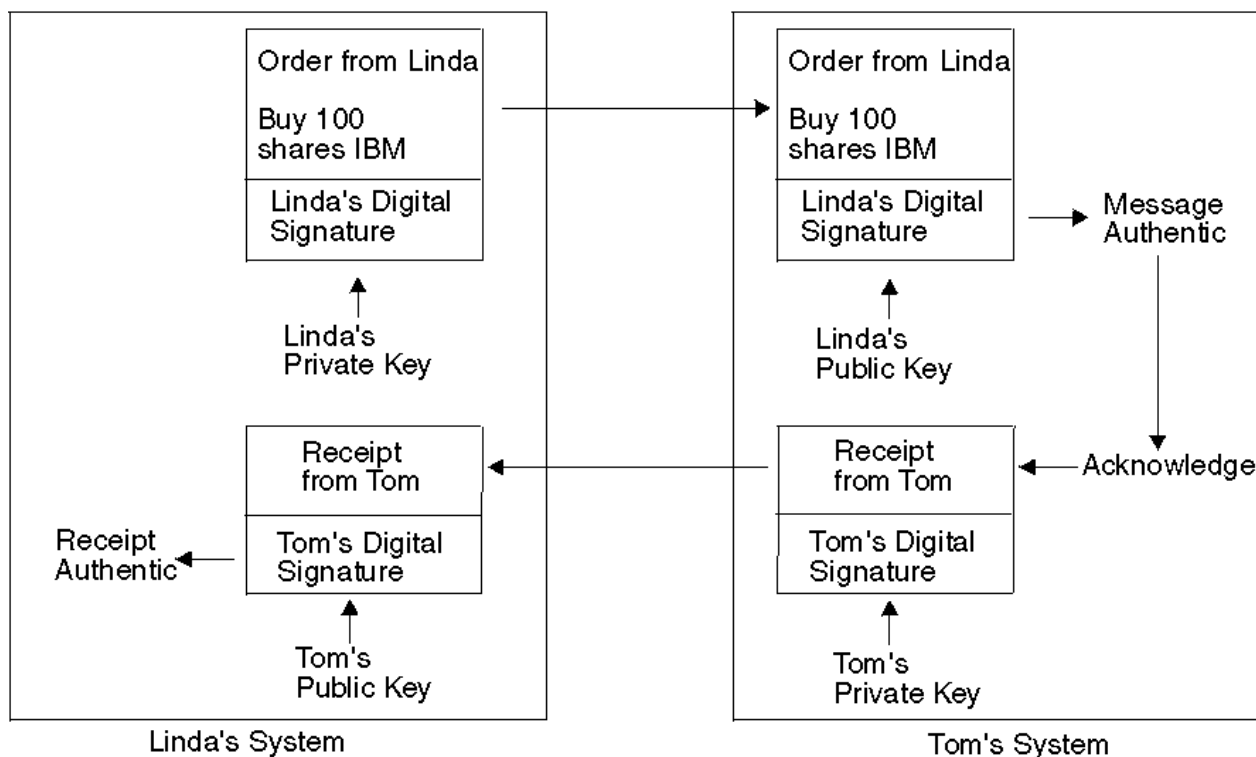 Order from Linda
Buy 100
shares IBM
Linda's Digital
Signature
Linda's
Private Key
Receipt
from Tom
Tom's Digital
Signature
Receipt
Authentic
Tom's
Public Key
Linda's System
Order from Linda
Buy 100
shares IBM
Linda's Digital
Signature
Message
Authentic
Linda's
Public Key
Receipt
from Tom
Acknowledge
Tom's Digital
Signature
Tom's
Private Key
Tom's System